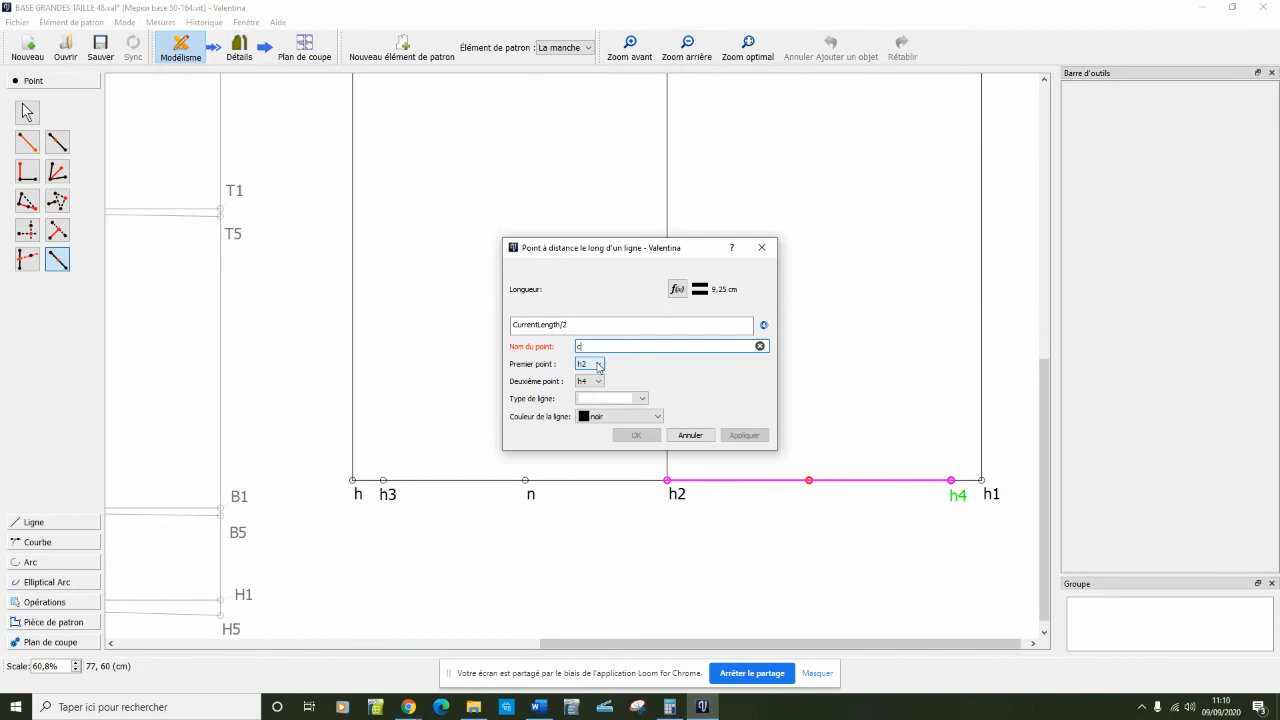 BASE GRANDES TAILLE 48.val* [Мерки base 50-164.vit] - Valentina
Fichier Élément de patron Mode Mesures Historique Fenêtre Aide
Nouveau Ouvrir Sauver Sync Modélisme Détails Plan de coupe Nouveau élément de patron Élément de patron : La manche Zoom avant Zoom arrière Zoom optimal Annuler Ajouter un objet Rétablir
Point
Barre d'outils
T1
T5
Point à distance le long d'un ligne - Valentina
Longueur: f(x) 9,25 cm
CurrentLength/2
Nom du point: c
Premier point : h2
Deuxième point : h4
Type de ligne:
Couleur de la ligne: noir
OK Annuler Appliquer
h h3 n h2 h4 h1
B1
B5
H1
H5
Ligne
Courbe
Arc
Elliptical Arc
Opérations
Pièce de patron
Plan de coupe
Groupe
Scale: 60,8% 77, 60 (cm)
Votre écran est partagé par le biais de l'application Loom for Chrome. Arrêter le partage Masquer
Taper ici pour rechercher
11:10
09/09/2020
3